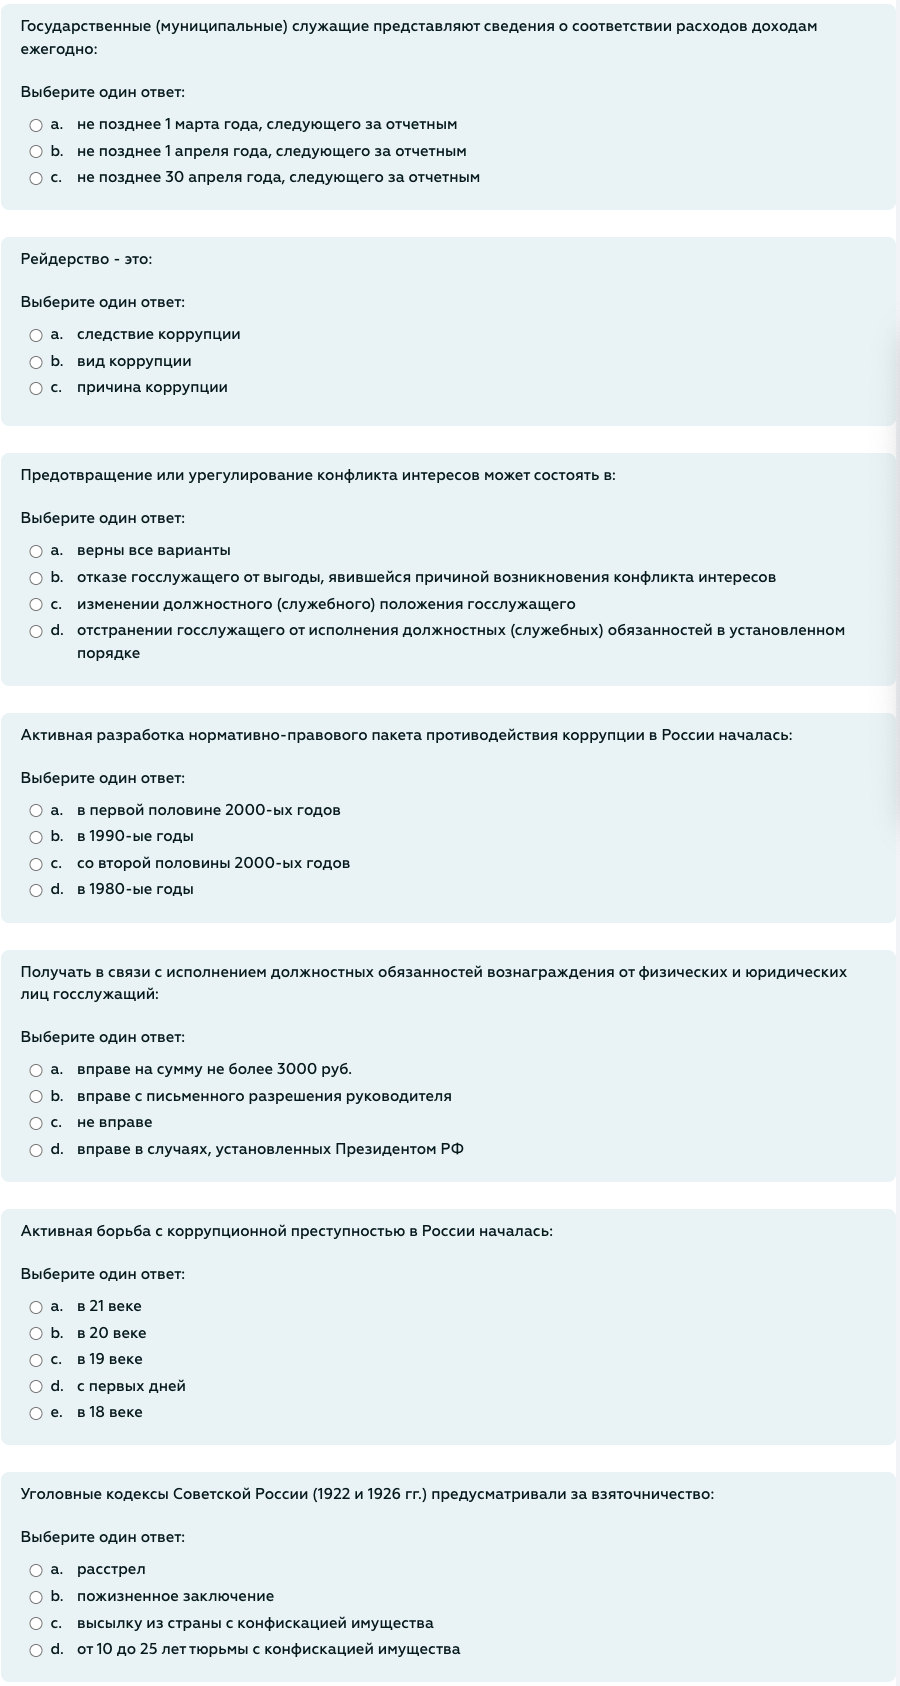 Государственные (муниципальные) служащие представляют сведения о соответствии расходов доходам
ежегодно:
Выберите один ответ:
a. не позднее 1 марта года, следующего за отчетным
b. не позднее 1 апреля года, следующего за отчетным
c. не позднее 30 апреля года, следующего за отчетным
Рейдерство - это:
Выберите один ответ:
a. следствие коррупции
b. вид коррупции
c. причина коррупции
Предотвращение или урегулирование конфликта интересов может состоять в:
Выберите один ответ:
a. верны все варианты
b. отказе госслужащего от выгоды, явившейся причиной возникновения конфликта интересов
c. изменении должностного (служебного) положения госслужащего
d. отстранении госслужащего от исполнения должностных (служебных) обязанностей в установленном
порядке
Активная разработка нормативно-правового пакета противодействия коррупции в России началась:
Выберите один ответ:
a. в первой половине 2000-ых годов
b. в 1990-ые годы
c. со второй половины 2000-ых годов
d. в 1980-ые годы
Получать в связи с исполнением должностных обязанностей вознаграждения от физических и юридических
лиц госслужащий:
Выберите один ответ:
a. вправе на сумму не более 3000 руб.
b. вправе с письменного разрешения руководителя
c. не вправе
d. вправе в случаях, установленных Президентом РФ
Активная борьба с коррупционной преступностью в России началась:
Выберите один ответ:
a. в 21 веке
b. в 20 веке
c. в 19 веке
d. с первых дней
e. в 18 веке
Уголовные кодексы Советской России (1922 и 1926 гг.) предусматривали за взяточничество:
Выберите один ответ:
a. расстрел
b. пожизненное заключение
c. высылку из страны с конфискацией имущества
d. от 10 до 25 лет тюрьмы с конфискацией имущества